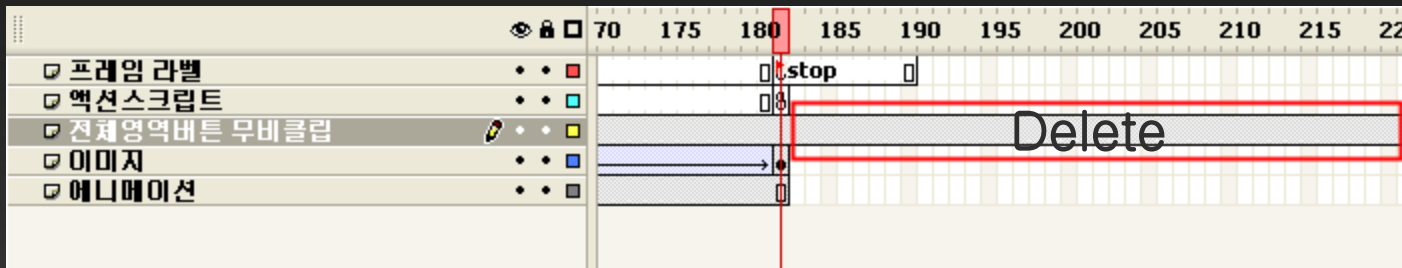 70 175 180 185 190 195 200 205 210 215 22
프레임 라벨
stop
액션스크립트
a
전체영역버튼 무비클립
Delete
이미지
에니메이션